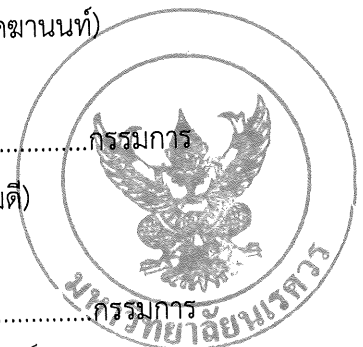 ฆานนท์)
...............กรรมการ
มดี)
...............กรรมการ
มหาวิทยาลัยนเรศวร